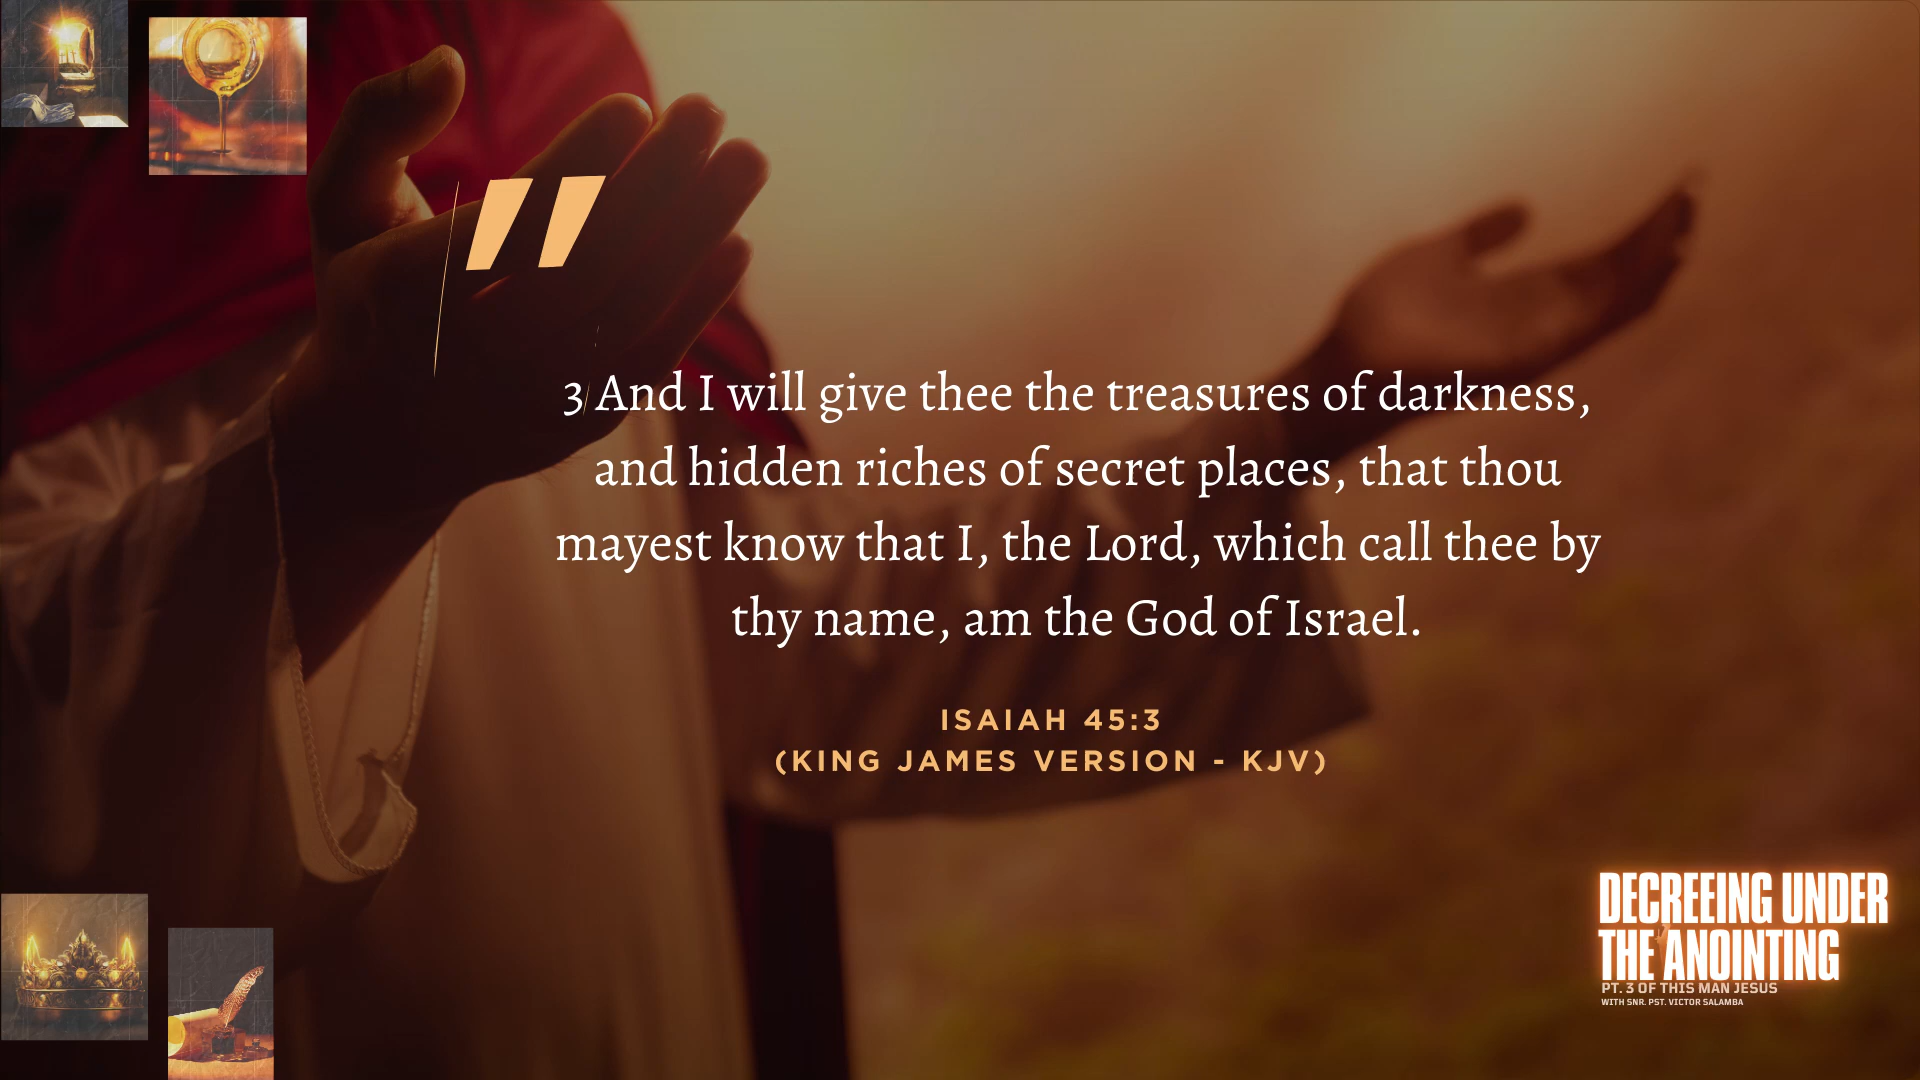 "
3 And I will give thee the treasures of darkness,
and hidden riches of secret places, that thou
mayest know that I, the Lord, which call thee by
thy name, am the God of Israel.
ISAIAH 45:3
(KING JAMES VERSION - KJV)
DECREEING UNDER
THE ANOINTING
PT. 3 OF THIS MAN JESUS
WITH SNR. PST. VICTOR SALAMBA